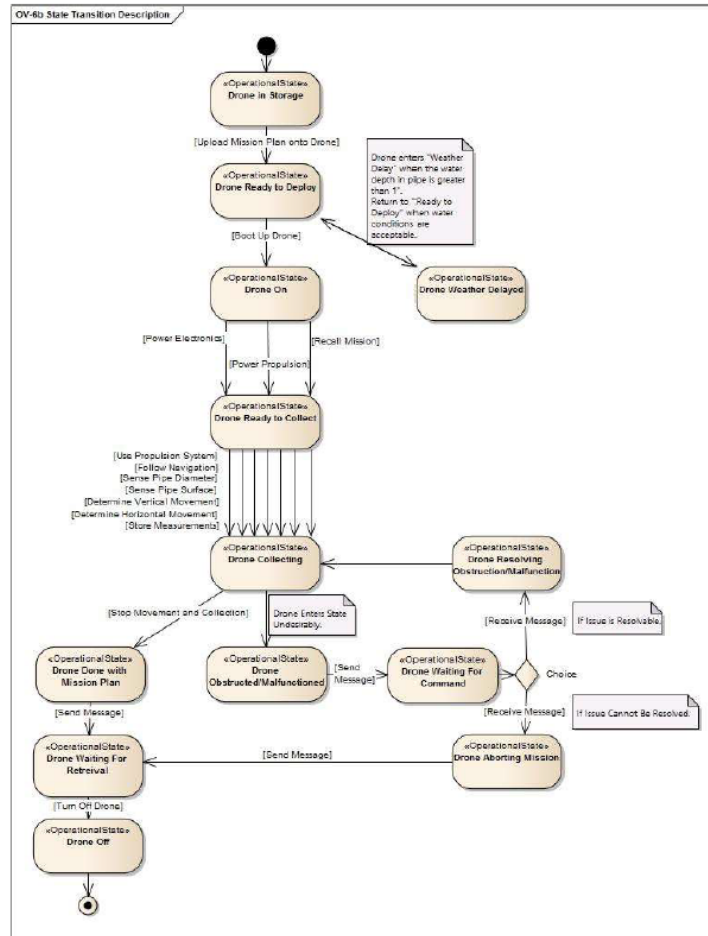 OV-6b State Transition Description
«OperationalState»
Drone in Storage
[Upload Mission Plan onto Drone]
«OperationalState»
Drone Ready to Deploy
Drone enters "Weather
Delay" when the water
depth in pipe is greater
than 1".
Return to "Ready to
Deploy" when water
conditions are
acceptable.
[Boot Up Drone]
«OperationalState»
Drone On
«OperationalState»
Drone Weather Delayed
[Power Electronics]
[Recall Mission]
[Power Propulsion]
«OperationalState»
Drone Ready to Collect
[Use Propulsion System]
[Follow Navigation]
[Sense Pipe Diameter]
[Sense Pipe Surface]
[Determine Vertical Movement]
[Determine Horizontal Movement]
[Store Measurements]
«OperationalState»
Drone Collecting
«OperationalState»
Drone Resolving
Obstruction/Malfunction
[Stop Movement and Collection]
Drone Enters State
Undesirably.
[Receive Message]
If Issue is Resolvable.
«OperationalState»
Drone Done with
Mission Plan
«OperationalState»
Drone
Obstructed/Malfunctioned
[Send
Message]
«OperationalState»
Drone Waiting For
Command
Choice
[Send Message]
[Receive Message]
If Issue Cannot Be Resolved.
«OperationalState»
Drone Waiting For
Retreival
[Send Message]
«OperationalState»
Drone Aborting Mission
[Turn Off Drone]
«OperationalState»
Drone Off